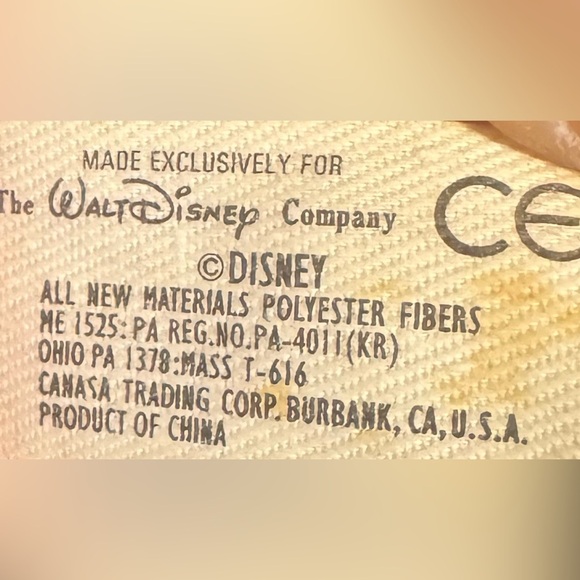 MADE EXCLUSIVELY FOR
The WALT DISNEY Company
CE
©DISNEY
ALL NEW MATERIALS POLYESTER FIBERS
ME 1525:PA REG.NO.PA-4011(KR)
OHIO PA 1378:MASS T-616
CANASA TRADING CORP. BURBANK, CA,U.S.A.
PRODUCT OF CHINA